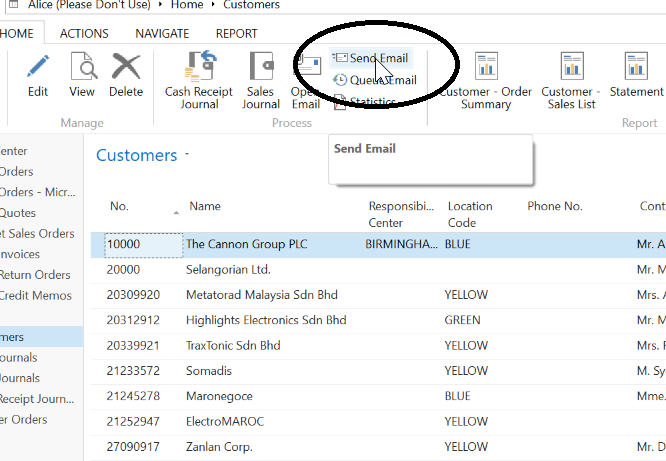 Alice (Please Don't Use) Home Customers
HOME ACTIONS NAVIGATE REPORT
Edit View Delete
Manage
Cash Receipt Journal
Sales Journal
Open Email
Send Email
Queue Email
Statistics
Process
Customer - Order Summary
Customer - Sales List
Statement
Report
Send Email
enter
Orders
Orders - Micr...
Quotes
t Sales Orders
nvoices
Return Orders
Credit Memos
mers
ournals
Journals
Receipt Journ...
er Orders
Customers
No. Name Responsibi... Center Location Code Phone No. Cont
10000 The Cannon Group PLC BIRMINGHA... BLUE Mr. A
20000 Selangorian Ltd.
20309920 Metatorad Malaysia Sdn Bhd YELLOW Mrs. A
20312912 Highlights Electronics Sdn Bhd GREEN Mr. M
20339921 TraxTonic Sdn Bhd YELLOW Mrs. R
21233572 Somadis YELLOW M. Sy
21245278 Maronegoce BLUE Mme.
21252947 ElectroMAROC YELLOW
27090917 Zanlan Corp. YELLOW Mr. D